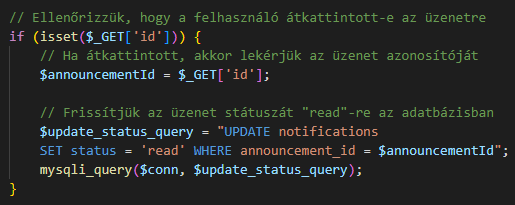 // Ellenőrizzük, hogy a felhasználó átkattintott-e az üzenetre
if (isset($_GET['id'])) {
// Ha átkattintott, akkor lekérjük az üzenet azonosítóját
$announcementId = $_GET['id'];
// Frissítjük az üzenet státuszát "read"-re az adatbázisban
$update_status_query = "UPDATE notifications
SET status = 'read' WHERE announcement_id = $announcementId";
mysqli_query($conn, $update_status_query);
}